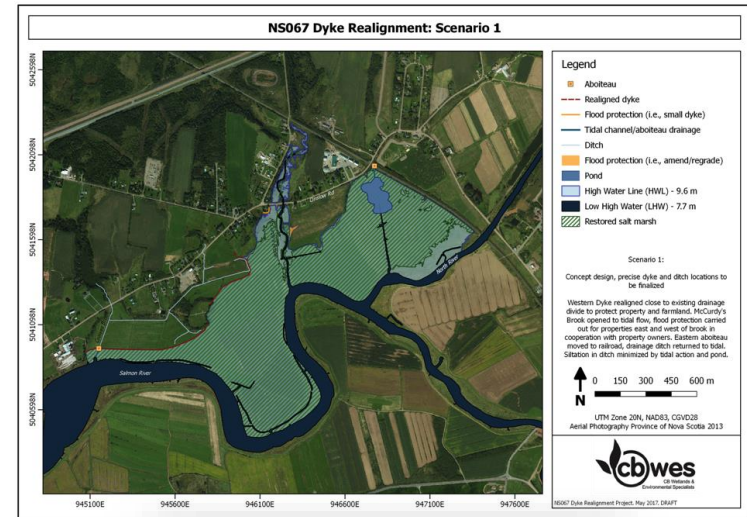 NS067 Dyke Realignment: Scenario 1
5042598N
5042098N
5041598N
5041098N
5040598N
Onslow Rd
North River
Salmon River
945100E
945600E
946100E
946600E
947100E
947600E
Legend
Aboiteau
Realigned dyke
Flood protection (i.e., small dyke)
Tidal channel/aboiteau drainage
Ditch
Flood protection (i.e., amend/regrade)
Pond
High Water Line (HWL) - 9.6 m
Low High Water (LHW) - 7.7 m
Restored salt marsh
Scenario 1:
Concept design, precise dyke and ditch locations to
be finalized
Western Dyke realigned close to existing drainage
divide to protect property and farmland. McCurdy's
Brook opened to tidal flow, flood protection carried
out for properties east and west of brook in
cooperation with property owners. Eastern aboiteau
moved to railroad, drainage ditch returned to tidal.
Siltation in ditch minimized by tidal action and pond.
N
0 150 300 450 600 m
UTM Zone 20N, NAD83, CGVD28
Aerial Photography Province of Nova Scotia 2013
cbwes
CB Wetlands &
Environmental Specialists
NS067 Dyke Realignment Project. May 2017. DRAFT